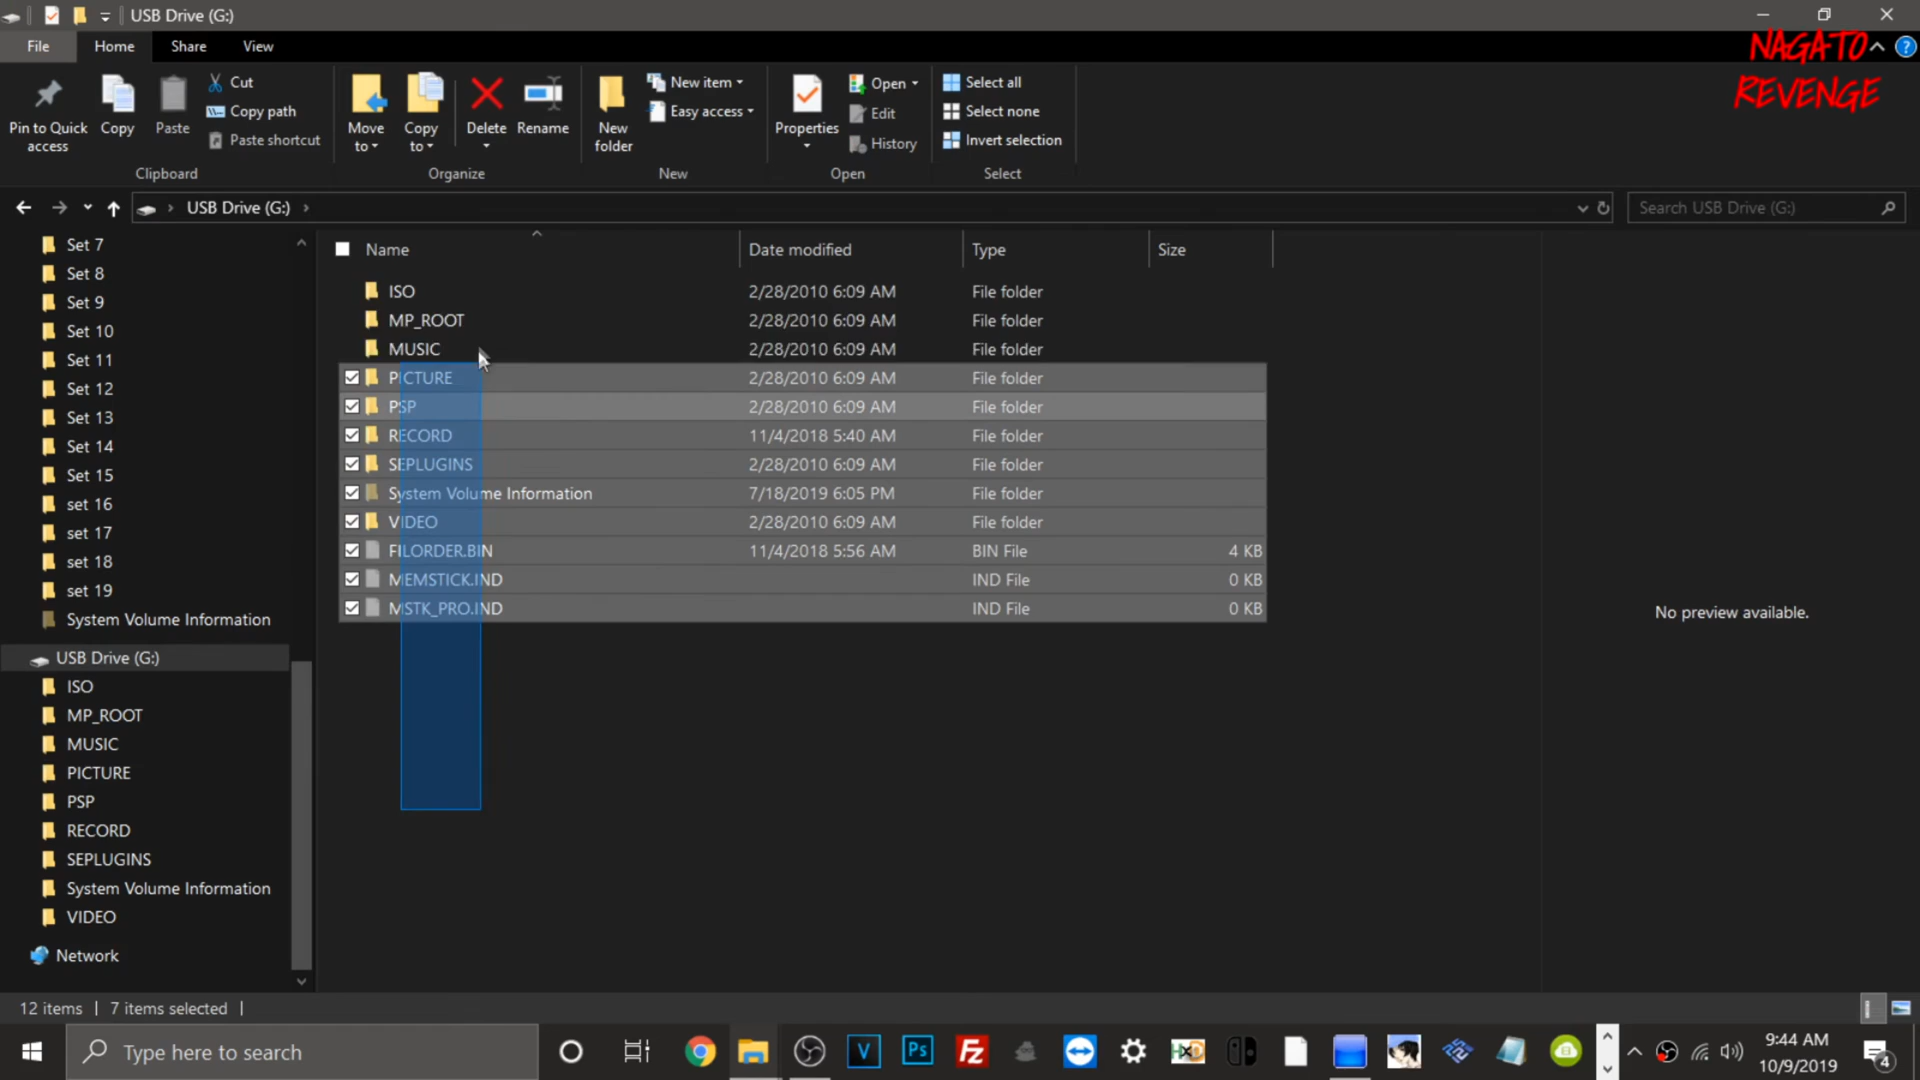 USB Drive (G:)
File Home Share View
NAGATO
REVENGE
Pin to Quick access
Copy
Paste
Cut
Copy path
Paste shortcut
Clipboard
Move to
Copy to
Delete
Rename
Organize
New folder
New item
Easy access
New
Properties
Open
Edit
History
Open
Select all
Select none
Invert selection
Select
USB Drive (G:)
Search USB Drive (G:)
Set 7
Set 8
Set 9
Set 10
Set 11
Set 12
Set 13
Set 14
Set 15
set 16
set 17
set 18
set 19
System Volume Information
USB Drive (G:)
ISO
MP_ROOT
MUSIC
PICTURE
PSP
RECORD
SEPLUGINS
System Volume Information
VIDEO
Network
Name Date modified Type Size
ISO 2/28/2010 6:09 AM File folder
MP_ROOT 2/28/2010 6:09 AM File folder
MUSIC 2/28/2010 6:09 AM File folder
PICTURE 2/28/2010 6:09 AM File folder
PSP 2/28/2010 6:09 AM File folder
RECORD 11/4/2018 5:40 AM File folder
SEPLUGINS 2/28/2010 6:09 AM File folder
System Volume Information 7/18/2019 6:05 PM File folder
VIDEO 2/28/2010 6:09 AM File folder
FILORDER.BIN 11/4/2018 5:56 AM BIN File 4 KB
MEMSTICK.IND IND File 0 KB
MSTK_PRO.IND IND File 0 KB
No preview available.
12 items 7 items selected
Type here to search
V
Ps
Fz
HxD
9:44 AM
10/9/2019
4